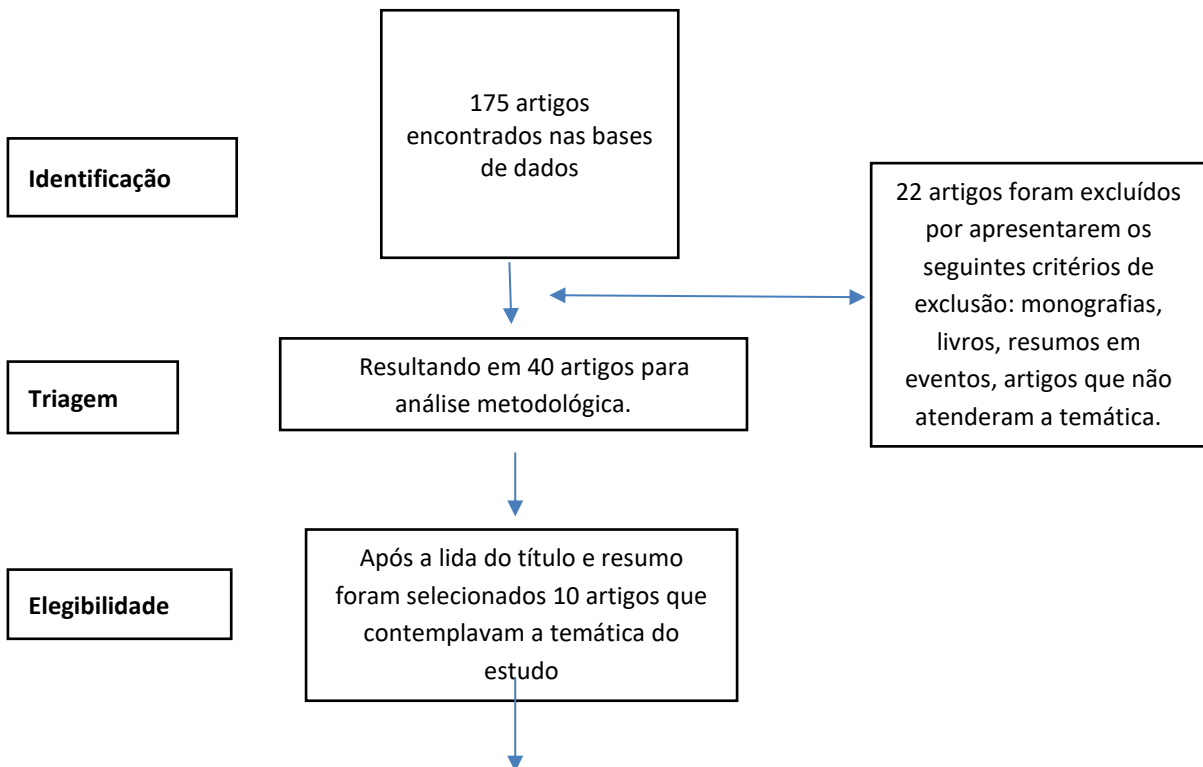 175 artigos
encontrados nas bases
de dados
Identificação
22 artigos foram excluídos
por apresentarem os
seguintes critérios de
exclusão: monografias,
livros, resumos em
eventos, artigos que não
atenderam a temática.
Resultando em 40 artigos para
análise metodológica.
Triagem
Após a lida do título e resumo
foram selecionados 10 artigos que
contemplavam a temática do
estudo
Elegibilidade